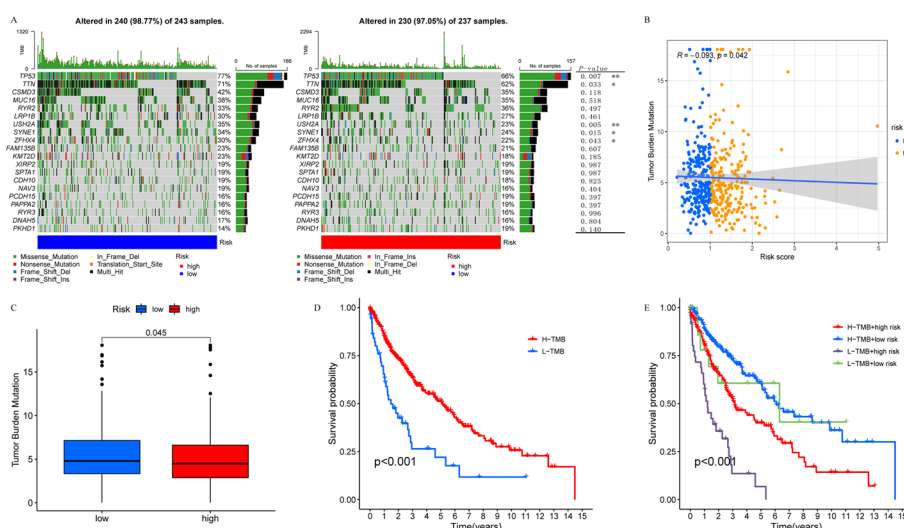 A
Altered in 240 (98.77%) of 243 samples.
1320
TMB
0
No. of samples
0 186
TP53 77%
TTN 71%
CSMD3 42%
MUC16 38%
RYR2 38%
LRP1B
USH2A 35%
SYNE1 34%
ZFHX4 30%
FAM135B 23%
KMT2D
XIRP2 19%
SPTA1 19%
CDH10 19%
NAV3 19%
PCDH15 19%
PAPPA2 19%
RYR3 16%
DNAH5 17%
PKHD1 14%
Risk
Missense_Mutation
Nonsense_Mutation
Frame_Shift_Del
Frame_Shift_Ins
In_Frame_Del
Translation_Start_Site
Multi_Hit
Risk
high
low
Altered in 230 (97.05%) of 237 samples.
2294
TMB
0
No. of samples
0 157
P-value
TP53 66% 0.007 **
TTN 62% 0.033 *
CSMD3 35% 0.118
MUC16 35% 0.518
RYR2 36% 0.497
LRP1B 27% 0.461
USH2A 23% 0.005 **
SYNE1 24% 0.015 *
ZFHX4 22% 0.043 *
FAM135B 21% 0.607
KMT2D 18% 0.185
XIRP2 19% 0.987
SPTA1 19% 0.987
CDH10 18% 0.825
NAV3 16% 0.404
PCDH15 16% 0.397
PAPPA2 16% 0.397
RYR3 19% 0.996
DNAH5 16% 0.804
PKHD1 19% 0.140
Risk
Missense_Mutation
Nonsense_Mutation
Frame_Shift_Del
Frame_Shift_Ins
In_Frame_Ins
In_Frame_Del
Multi_Hit
Risk
high
low
B
R = −0.093, p = 0.042
Tumor Burden Mutation
15
10
5
0
0 1 2 3 4 5
Risk score
risk
C
Risk low high
0.045
Tumor Burden Mutation
15
10
5
0
low high
D
Survival probability
1.00
0.75
0.50
0.25
0.00
H−TMB
L−TMB
p<0.001
0 1 2 3 4 5 6 7 8 9 10 11 12 13 14 15
Time(years)
E
Survival probability
1.00
0.75
0.50
0.25
0.00
H−TMB+high risk
H−TMB+low risk
L−TMB+high risk
L−TMB+low risk
p<0.001
0 1 2 3 4 5 6 7 8 9 10 11 12 13 14 15
Time(years)